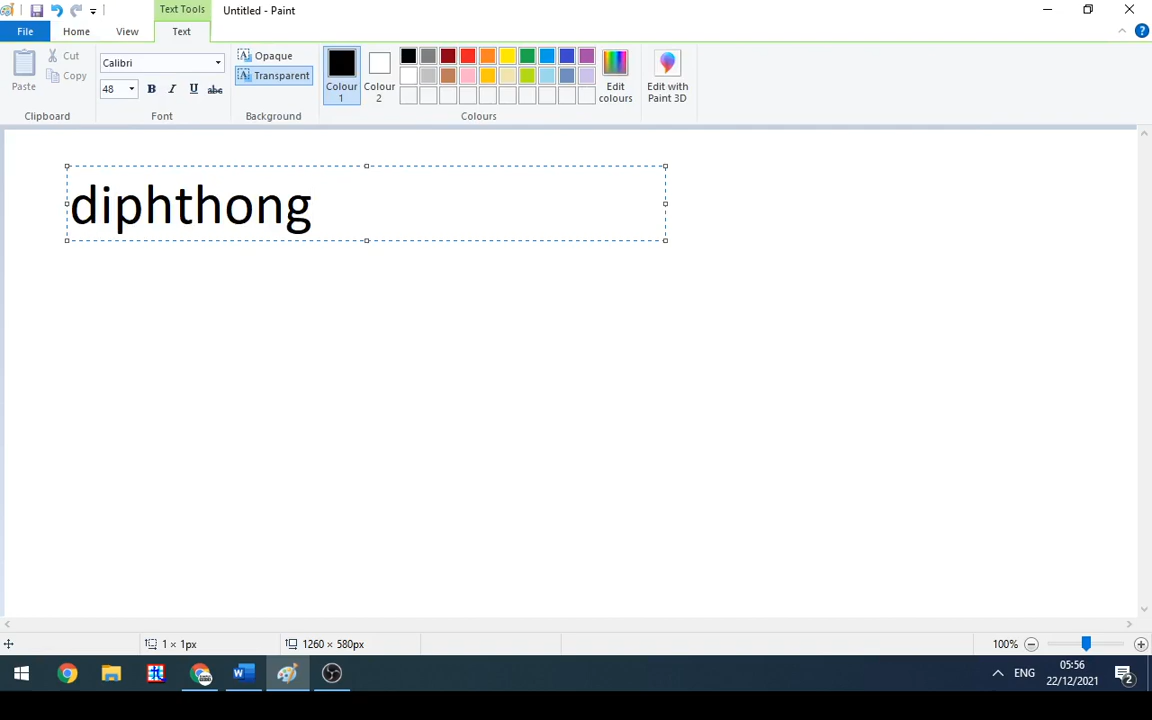 Text Tools
Untitled - Paint
File
Home
View
Text
Paste
Cut
Copy
Clipboard
Calibri
48
B I U abc
Font
Opaque
Transparent
Background
Colour 1
Colour 2
Edit colours
Colours
Edit with Paint 3D
diphthong
1 × 1px
1260 × 580px
100%
ENG
05:56
22/12/2021
2